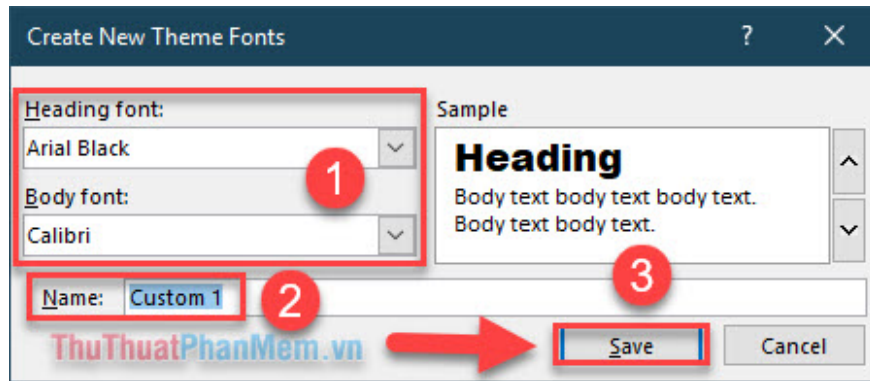 Create New Theme Fonts ? ×
Heading font:
Arial Black
1
Body font:
Calibri
Sample
Heading
Body text body text body text.
Body text body text.
Name: Custom 1
2
3
ThuThuatPhanMem.vn
Save Cancel